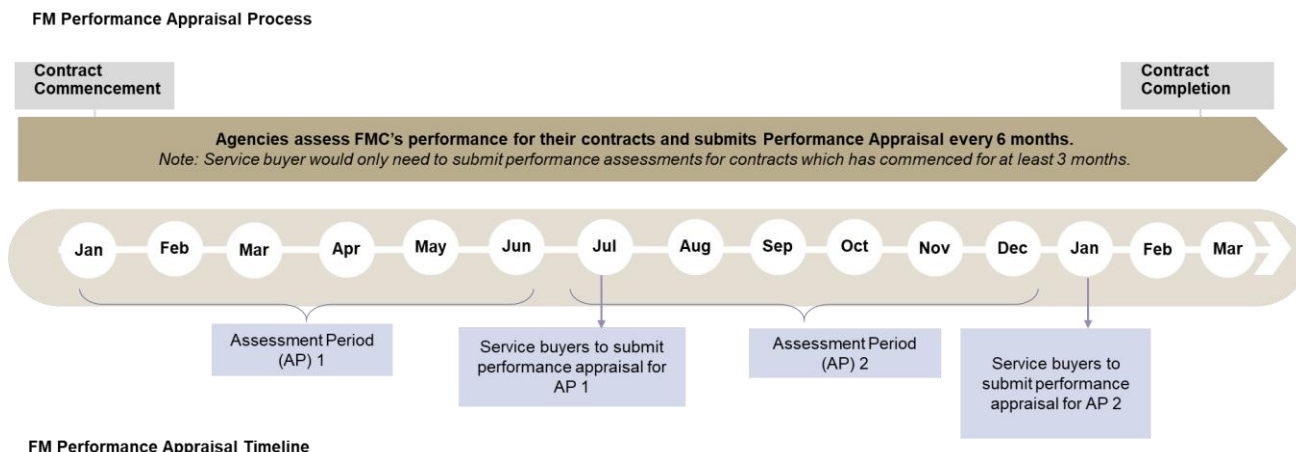 FM Performance Appraisal Process
Contract
Commencement
Contract
Completion
Agencies assess FMC's performance for their contracts and submits Performance Appraisal every 6 months.
Note: Service buyer would only need to submit performance assessments for contracts which has commenced for at least 3 months.
Jan Feb Mar Apr May Jun Jul Aug Sep Oct Nov Dec Jan Feb Mar
Assessment Period
(AP) 1
Service buyers to submit
performance appraisal for
AP 1
Assessment Period
(AP) 2
Service buyers to
submit performance
appraisal for AP 2
FM Performance Appraisal Timeline